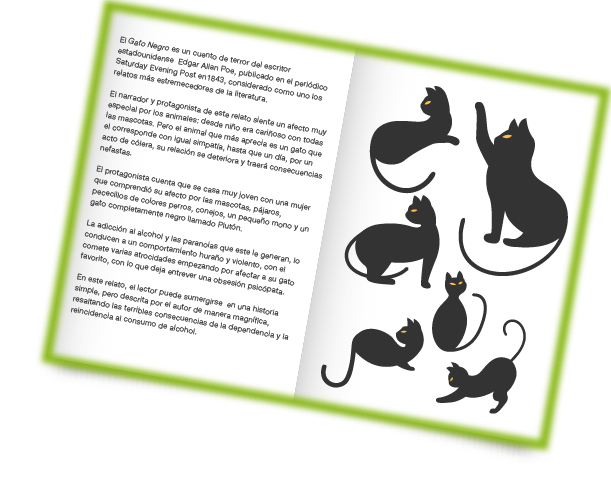 El Gato Negro es un cuento de terror del escritor
estadounidense Edgar Allan Poe, publicado en el periódico
Saturday Evening Post en1843, considerado como uno los
relatos más estremecedores de la literatura.
El narrador y protagonista de este relato sienta un afecto muy
especial por los animales; desde niño era cariñoso con todas
las mascotas. Pero el animal que más aprecia es un gato que
el corresponde con igual simpatía, hasta que un día, por un
acto de cólera, su relación se deteriora y traerá consecuencias
nefastas.
El protagonista cuenta que se casa muy joven con una mujer
que comprendió su afecto por las mascotas, pájaros,
pececillos de colores perros, conejos, un pequeño mono y un
gato completamente negro llamado Plutón.
La adicción al alcohol y las paranoias que este le generan, lo
conducen a un comportamiento huraño y violento, con el
comete varias atrocidades empezando por afectar a su gato
favorito, con lo que deja entrever una obsesión psicópata.
En este relato, el lector puede sumergirse en una historia
simple, pero descrita por el autor de manera magnífica,
resaltando las terribles consecuencias de la dependencia y la
reincidencia al consumo de alcohol.